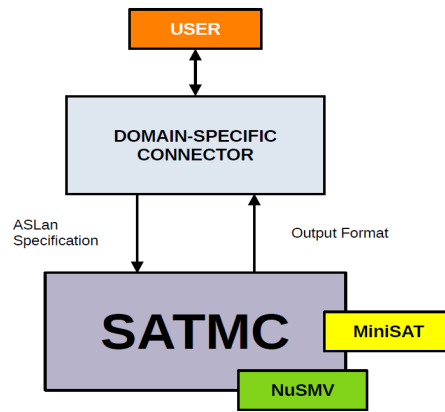 USER
DOMAIN-SPECIFIC
CONNECTOR
ASLan
Specification
Output Format
SATMC
MiniSAT
NuSMV